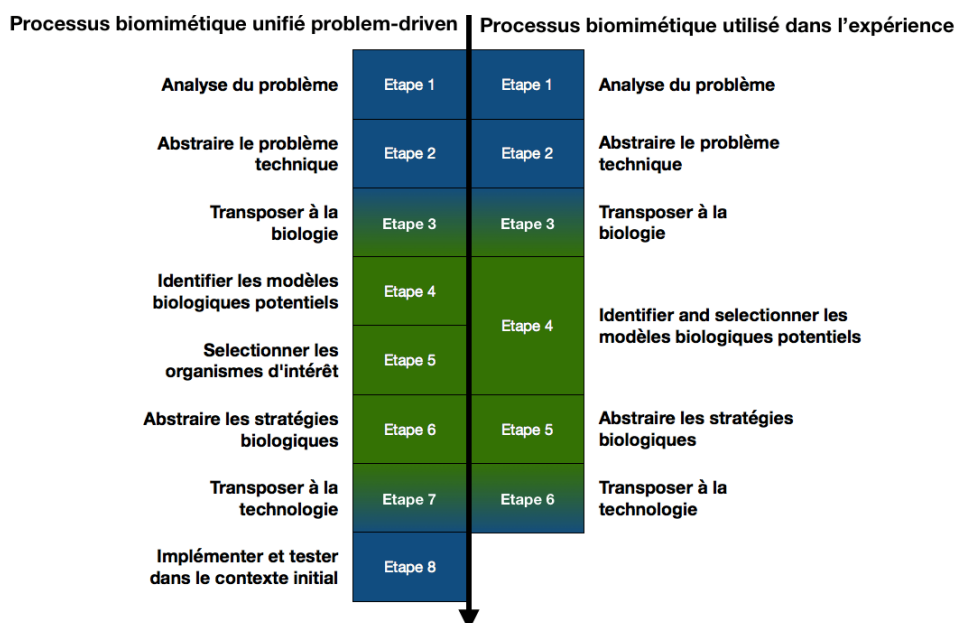 Processus biomimétique unifié problem-driven
Processus biomimétique utilisé dans l'expérience
Analyse du problème
Etape 1
Etape 1
Analyse du problème
Abstraire le problème
technique
Etape 2
Etape 2
Abstraire le problème
technique
Transposer à la
biologie
Etape 3
Etape 3
Transposer à la
biologie
Identifier les modèles
biologiques potentiels
Etape 4
Etape 4
Identifier and selectionner les
modèles biologiques potentiels
Selectionner les
organismes d'intérêt
Etape 5
Abstraire les stratégies
biologiques
Etape 6
Etape 5
Abstraire les stratégies
biologiques
Transposer à la
technologie
Etape 7
Etape 6
Transposer à la
technologie
Implémenter et tester
dans le contexte initial
Etape 8